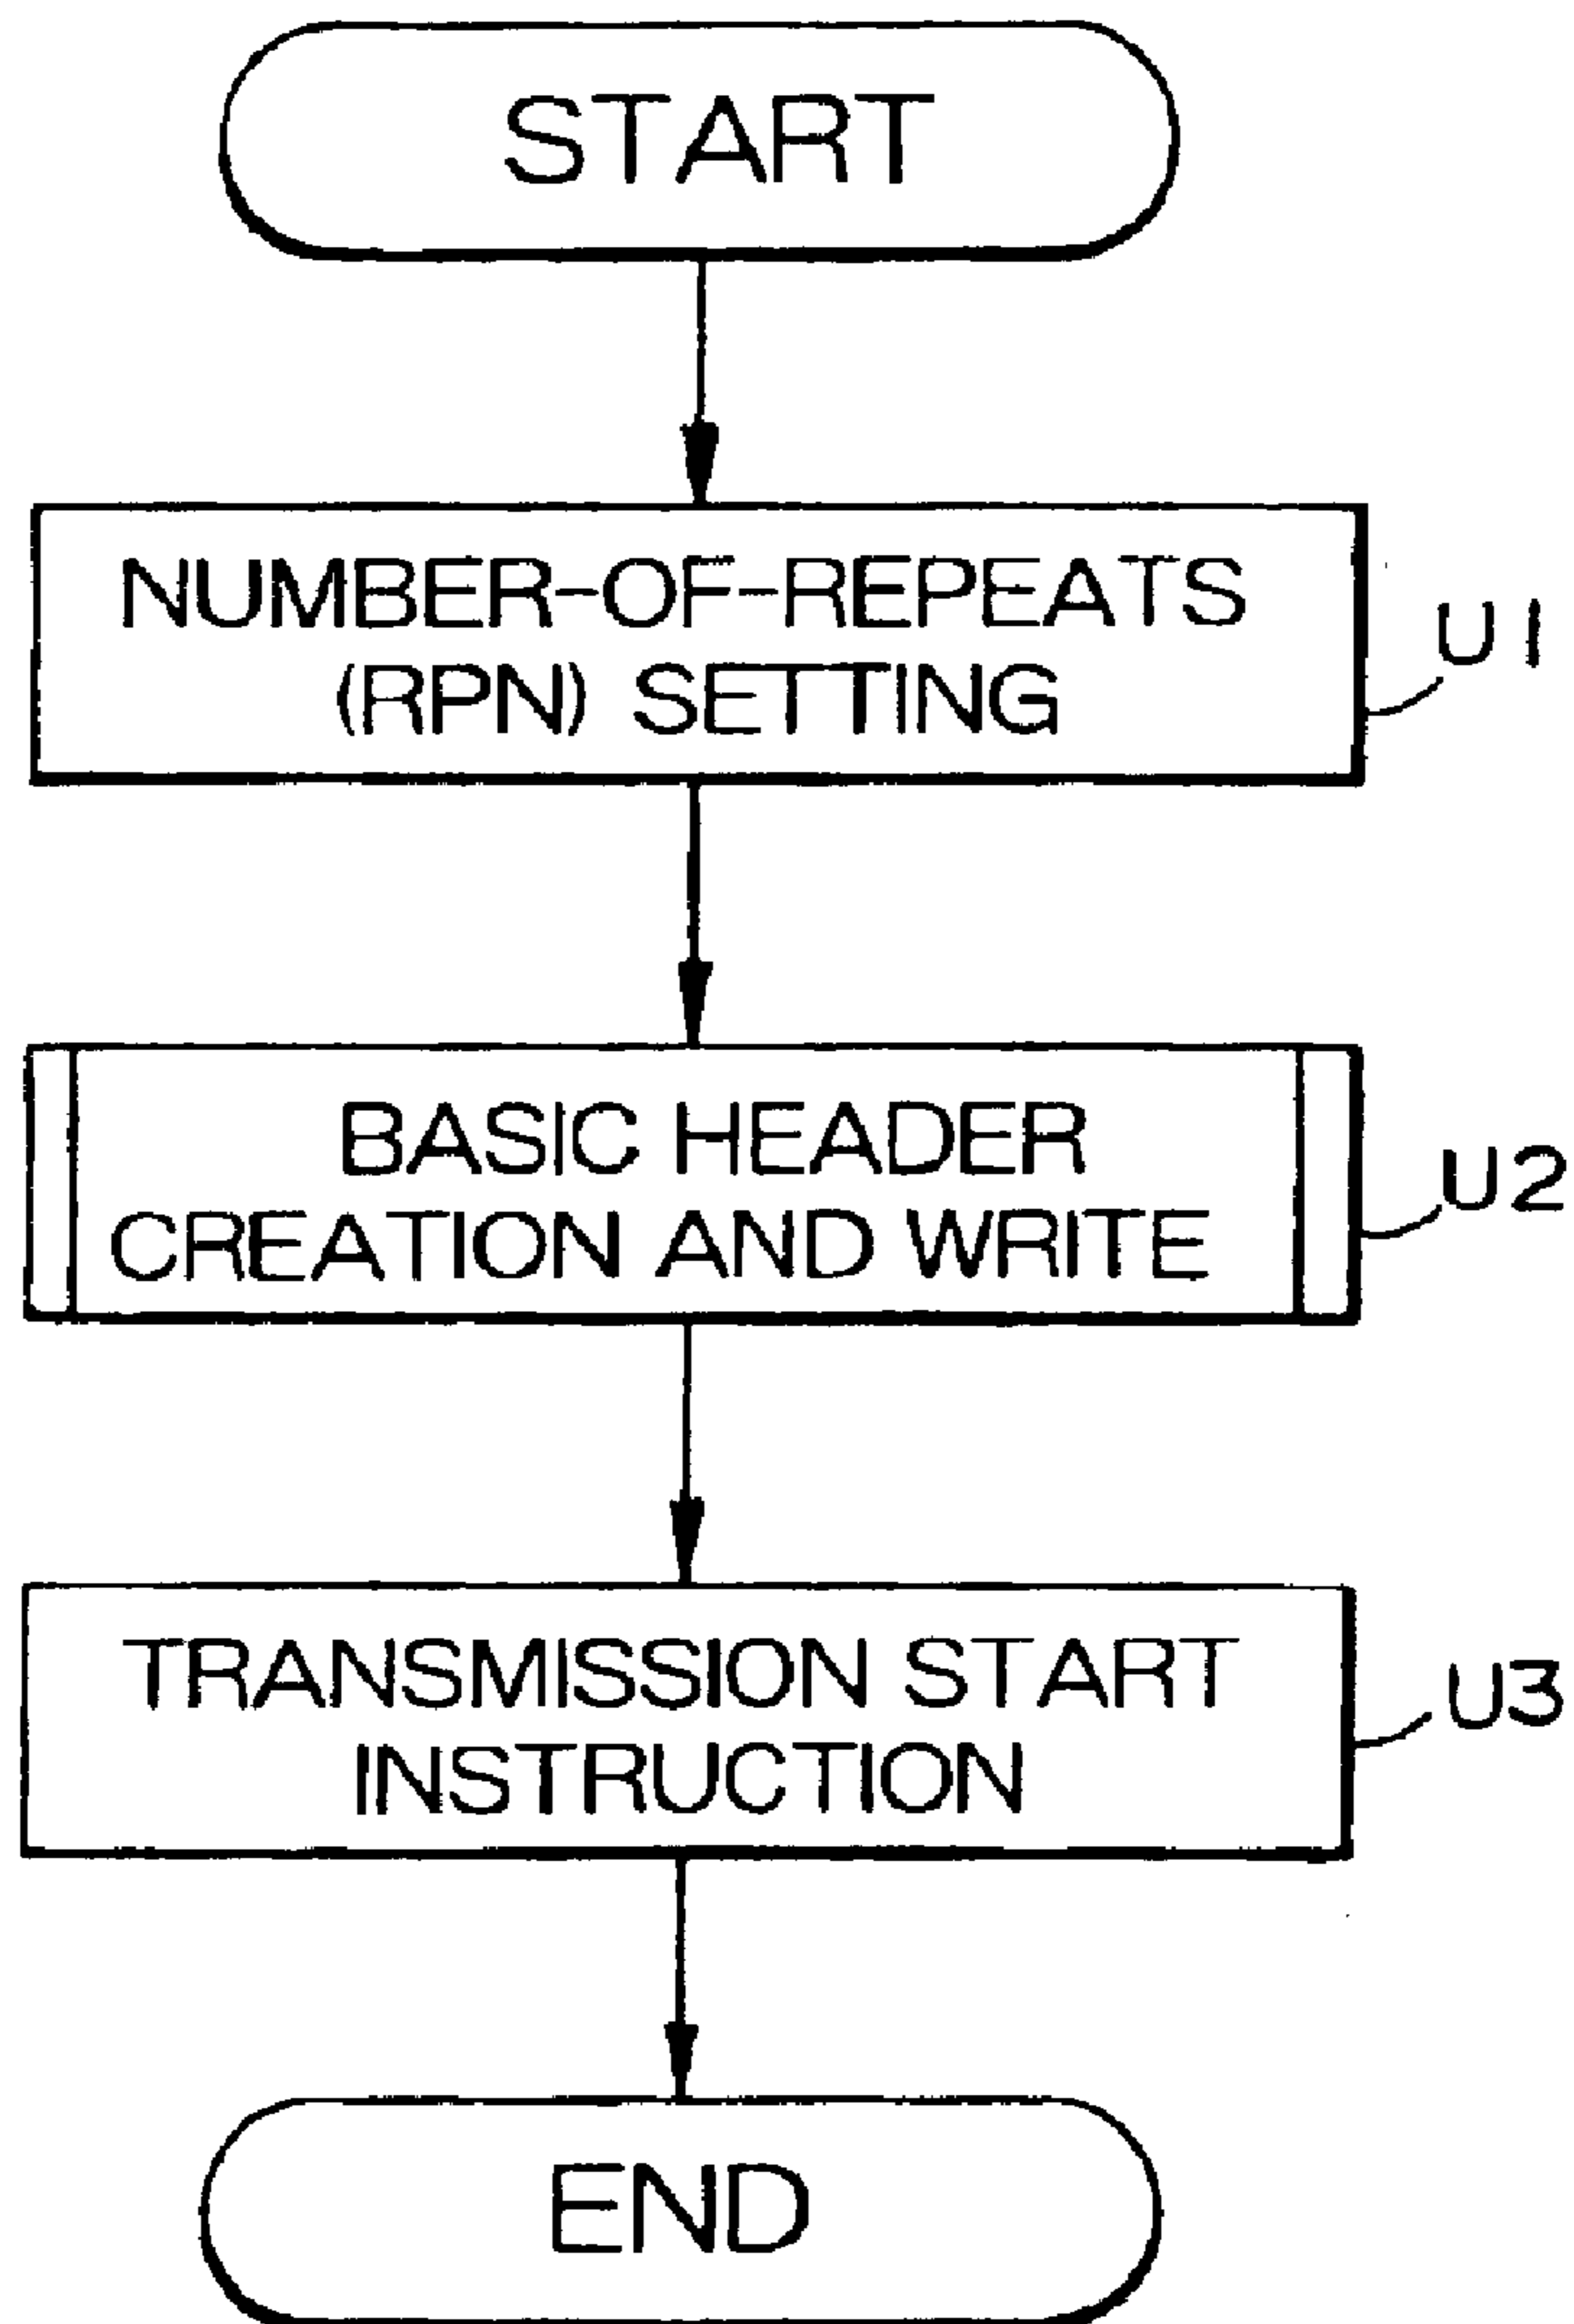 START
NUMBER-OF-REPEATS
(RPN) SETTING
U1
BASIC HEADER
CREATION AND WRITE
U2
TRANSMISSION START
INSTRUCTION
U3
END